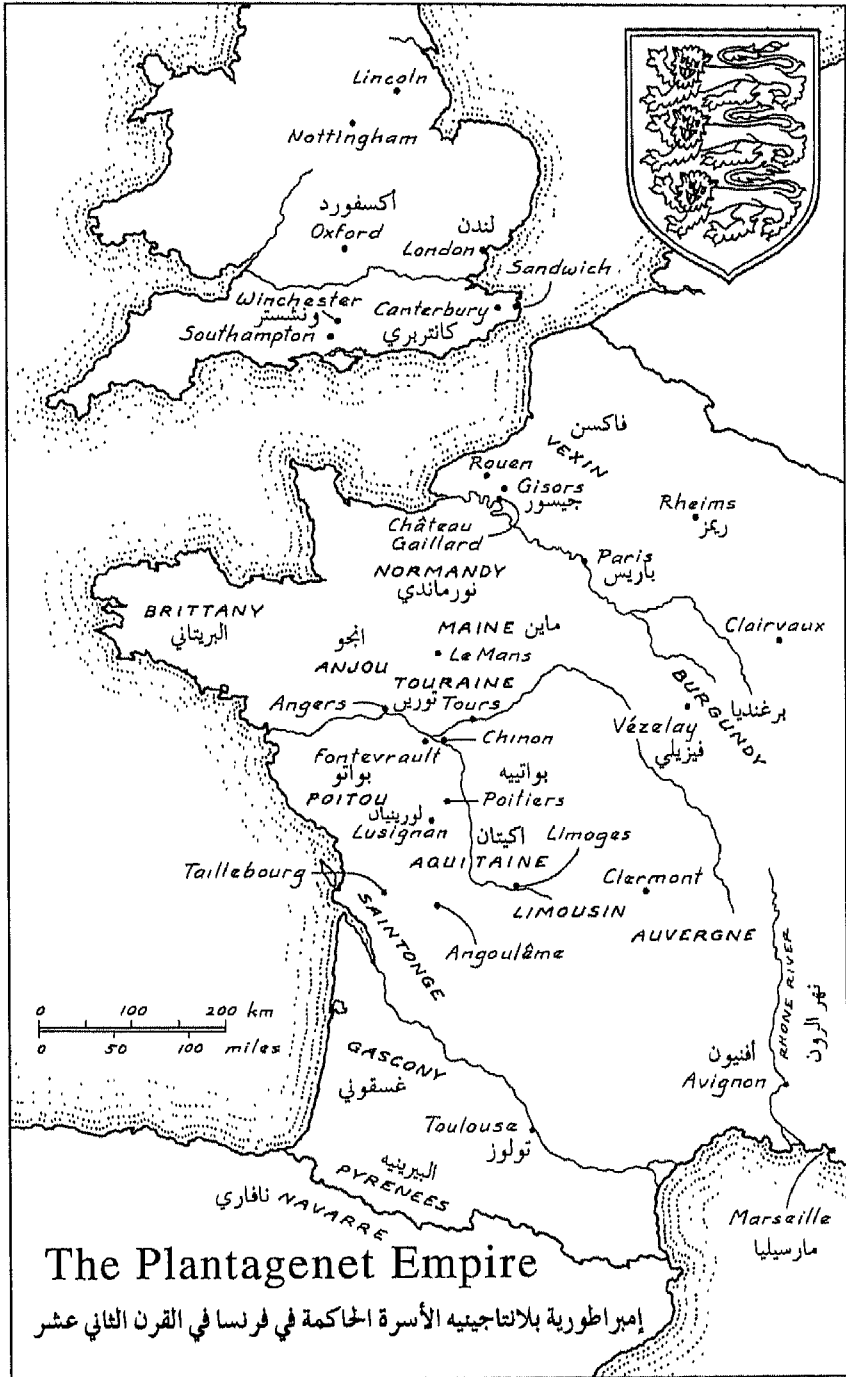 Lincoln
Nottingham
أكسفورد
Oxford
لندن
London
Sandwich
Winchester
ونشستر
Southampton
Canterbury
كانتربري
فاكسن
VEXIN
Rouen
Gisors
جيسور
Rheims
ريمز
Château
Gaillard
Paris
باريس
NORMANDY
نورماندي
BRITTANY
البريتاني
MAINE ماين
Le Mans
انجو
ANJOU
Clairvaux
TOURAINE
تورين
Tours
Angers
BURGUNDY
برغنديا
Vézelay
فيزيلي
Chinon
Fontevrault
بواتو
POITOU
بواتييه
Poitiers
لورينيان
Lusignan
اكيتان
AQUITAINE
Limoges
Taillebourg
Clermont
LIMOUSIN
SAINTONGE
Angoulême
AUVERGNE
RHONE RIVER
نهر الرون
0 100 200 km
0 50 100 miles
GASCONY
غسقوني
أفنيون
Avignon
Toulouse
تولوز
البيرينيه
PYRENEES
نافاري NAVARRE
Marseille
مارسيليا
The Plantagenet Empire
إمبراطورية بلانتاجينيه الأسرة الحاكمة في فرنسا في القرن الثاني عشر